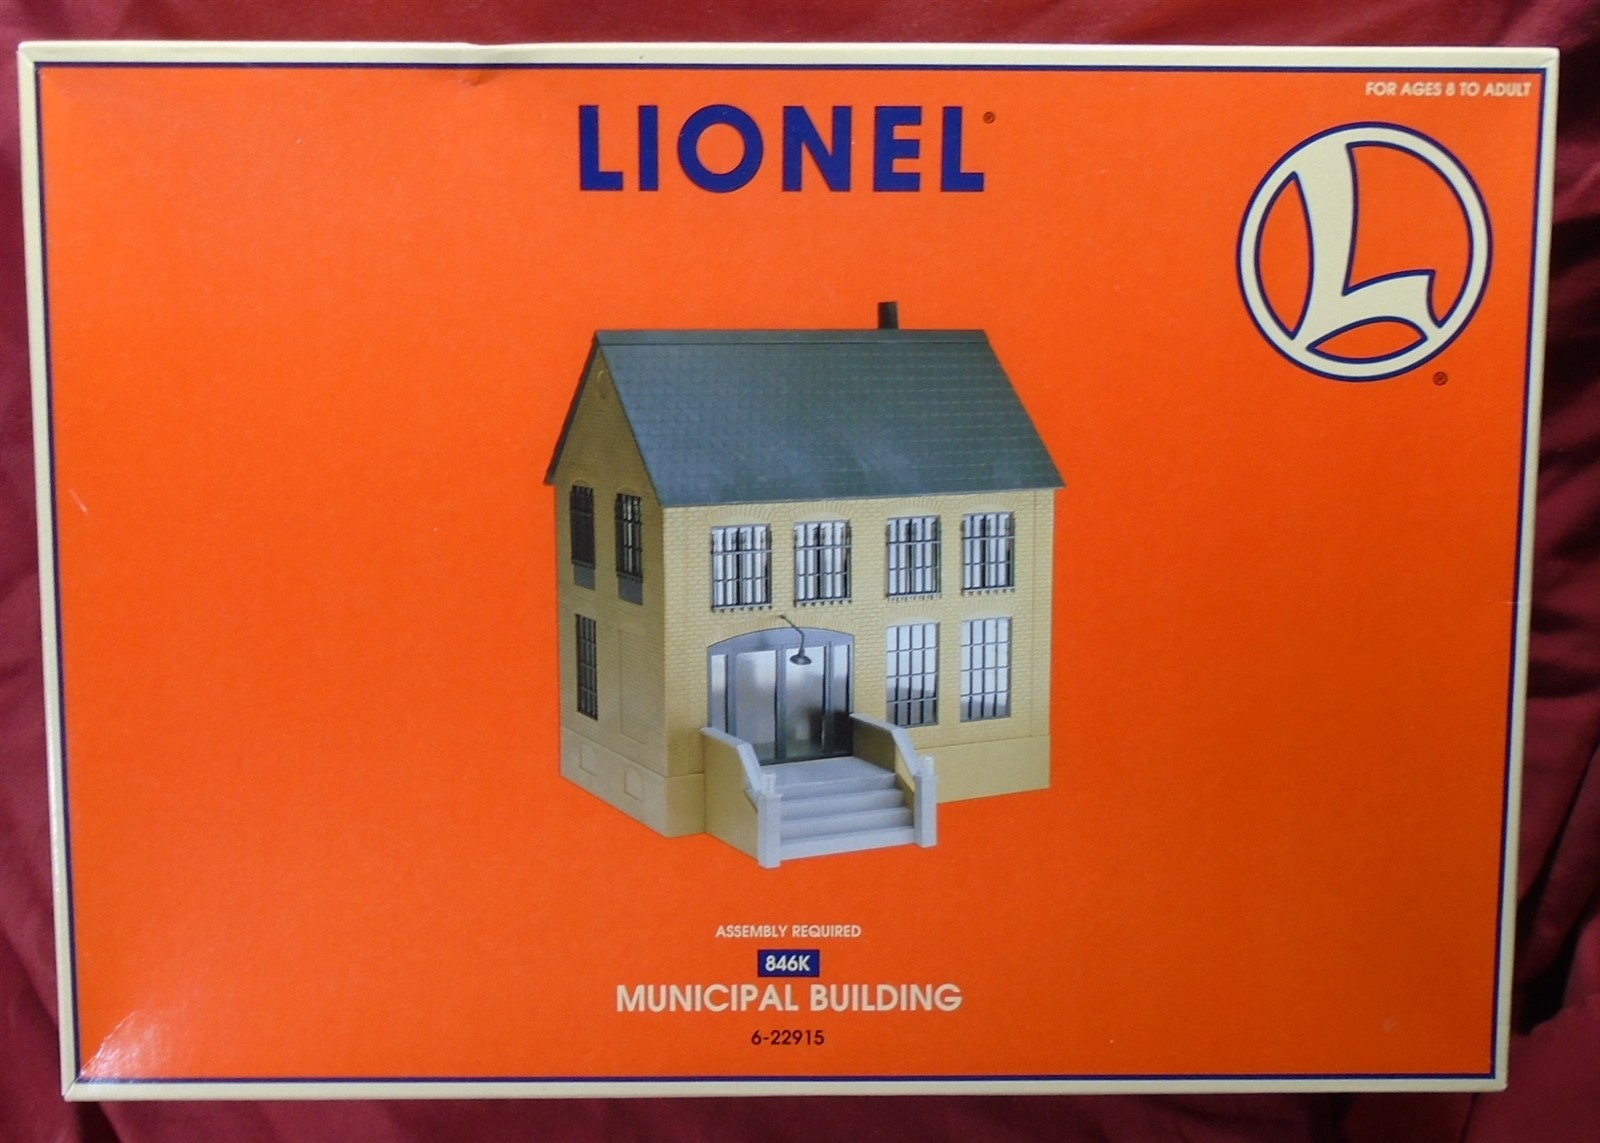 FOR AGES 8 TO ADULT
LIONEL®
L
®
ASSEMBLY REQUIRED
846K
MUNICIPAL BUILDING
6-22915